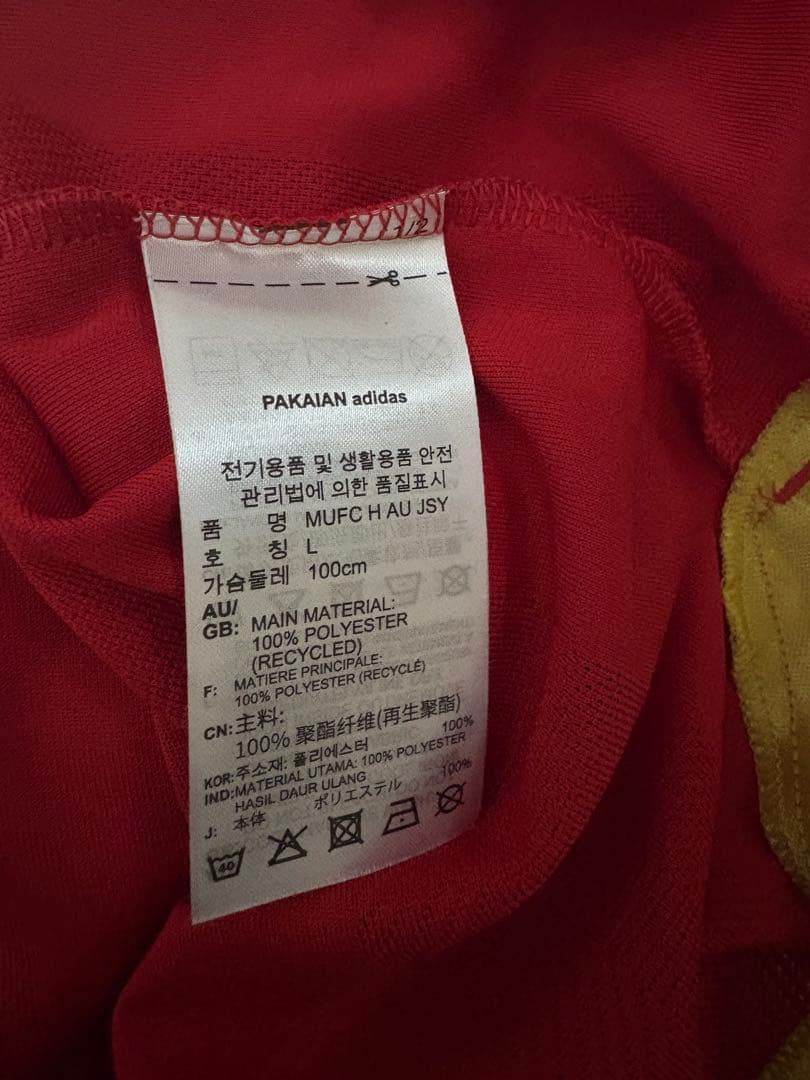 1/2
PAKAIAN adidas
전기용품 및 생활용품 안전
관리법에 의한 품질표시
품 명 MUFC H AU JSY
호 칭 L
가슴둘레 100cm
AU/
GB: MAIN MATERIAL:
100% POLYESTER
(RECYCLED)
F: MATIERE PRINCIPALE:
100% POLYESTER (RECYCLÉ)
CN: 主料:
100% 聚酯纤维(再生聚酯)
KOR: 주소재: 폴리에스터 100%
IND: MATERIAL UTAMA: 100% POLYESTER
HASIL DAUR ULANG
J: 本体 ポリエステル 100%
40